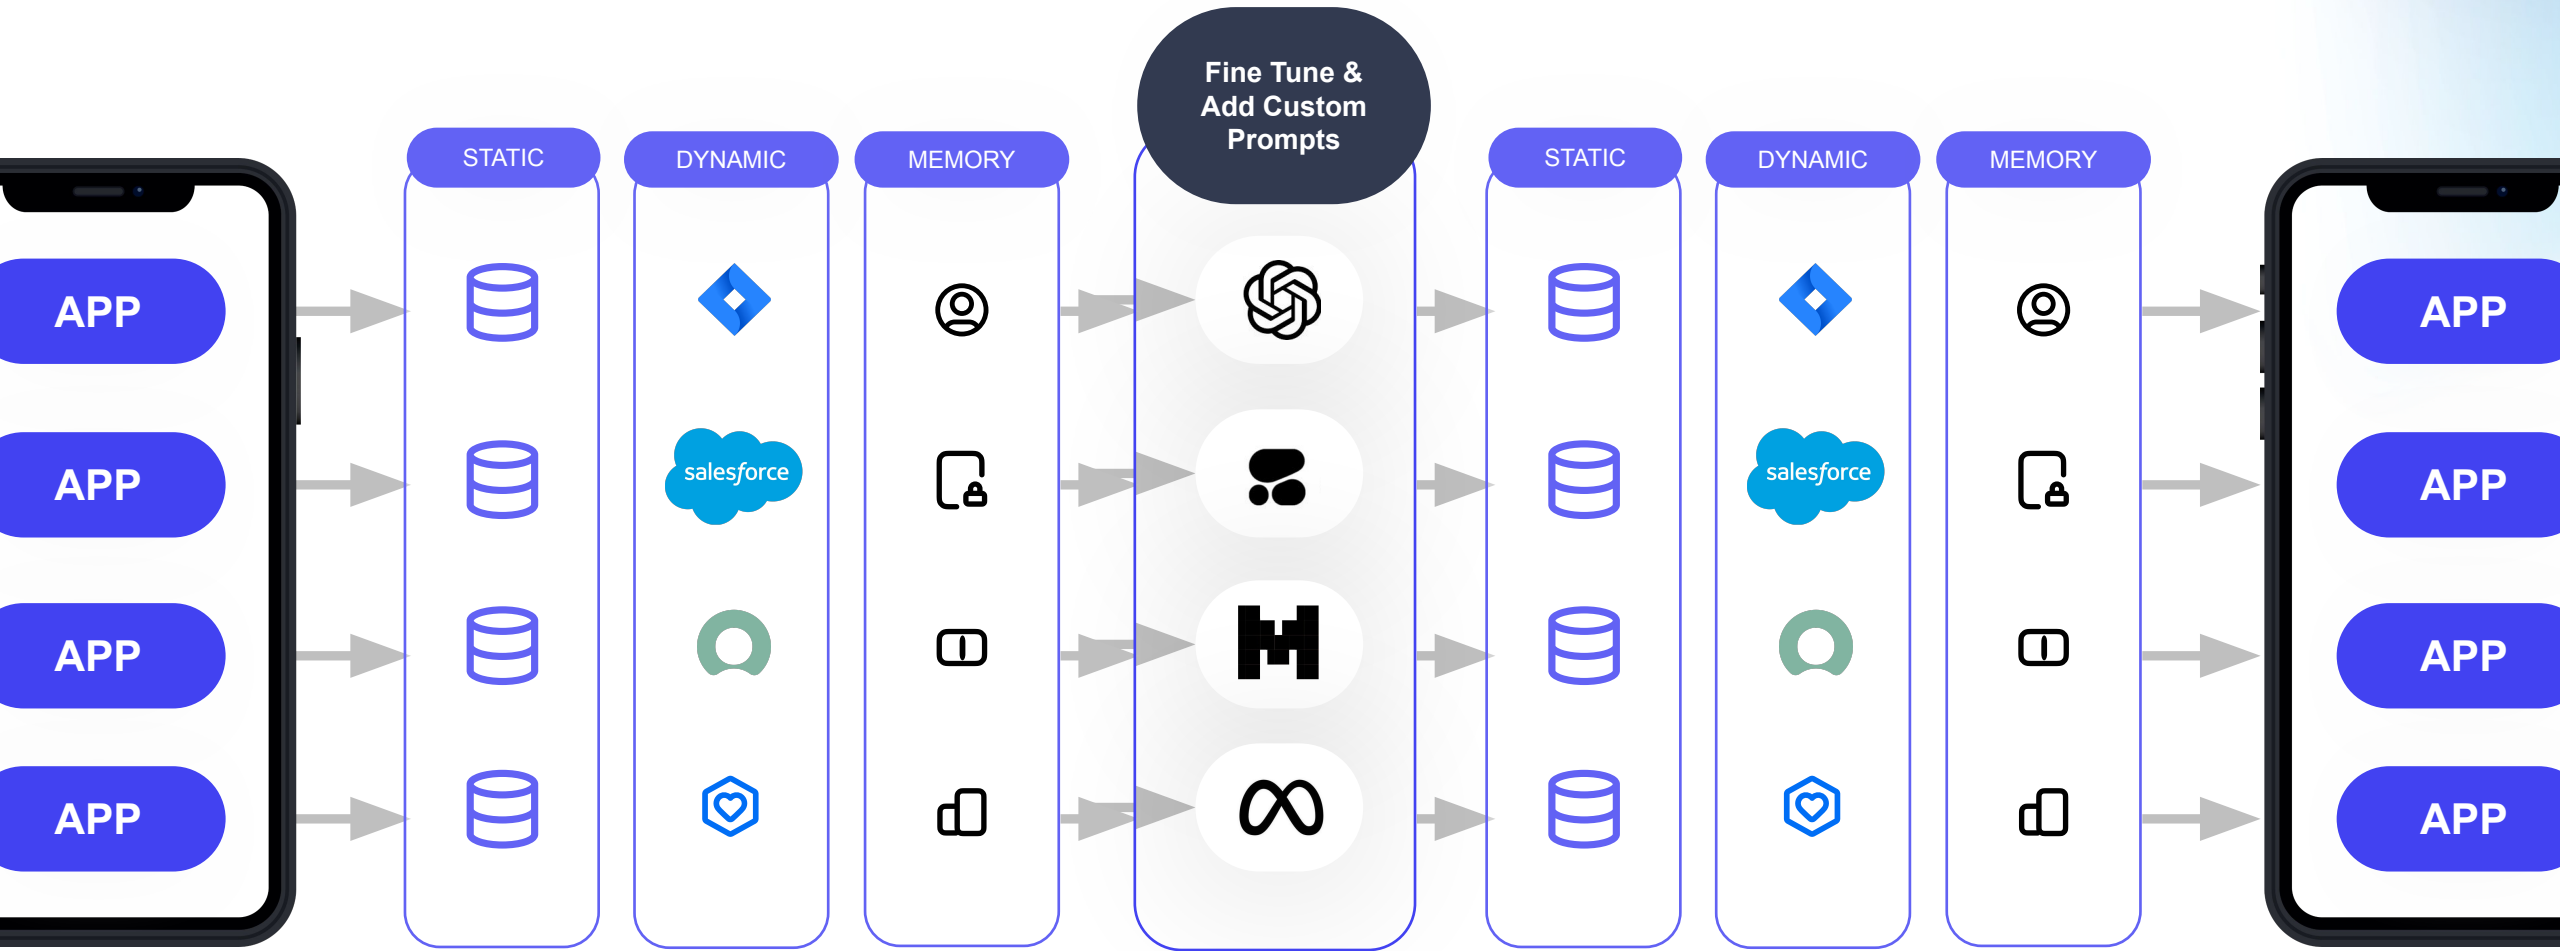 Fine Tune &
Add Custom
Prompts
STATIC
DYNAMIC
MEMORY
STATIC
DYNAMIC
MEMORY
APP
APP
APP
APP
salesforce
salesforce
APP
APP
APP
APP